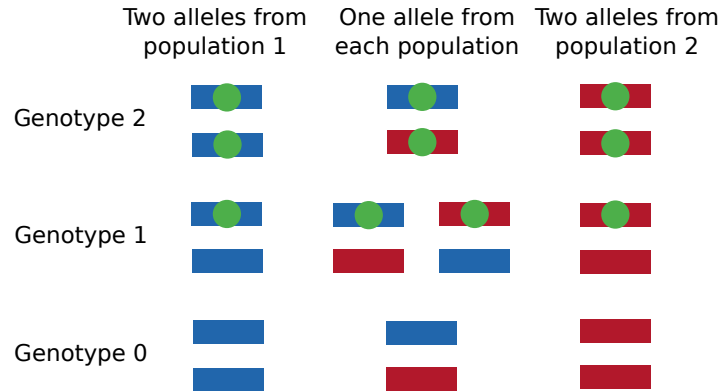 Two alleles from
population 1
One allele from
each population
Two alleles from
population 2
Genotype 2
Genotype 1
Genotype 0